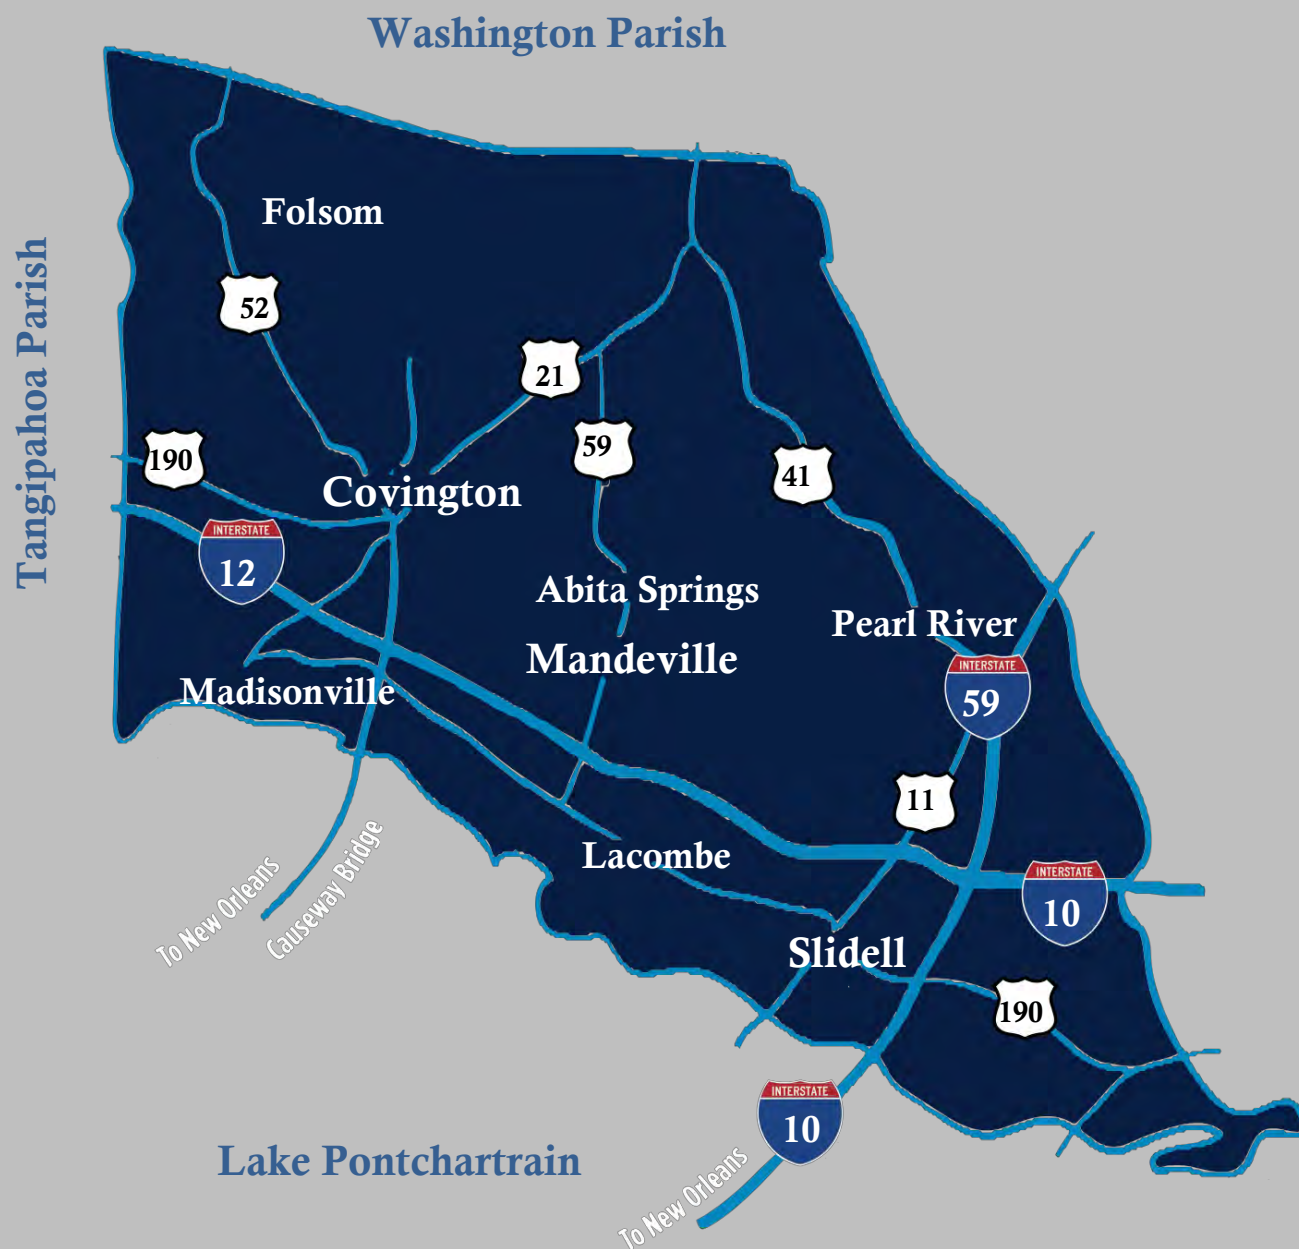 Washington Parish
Tangipahoa Parish
Folsom
52
21
59
190
41
Covington
INTERSTATE
12
Abita Springs
Pearl River
Mandeville
INTERSTATE
59
Madisonville
11
Lacombe
To New Orleans
Causeway Bridge
INTERSTATE
10
Slidell
190
INTERSTATE
10
Lake Pontchartrain
To New Orleans